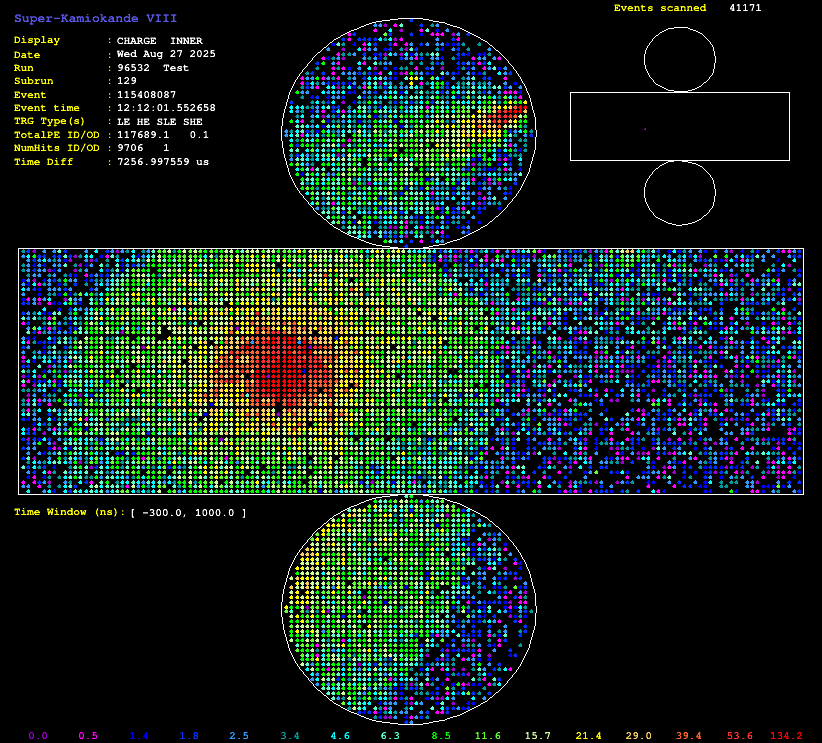 Super-Kamiokande VIII
Events scanned 41171
Display : CHARGE INNER
Date : Wed Aug 27 2025
Run : 96532 Test
Subrun : 129
Event : 115408087
Event time : 12:12:01.552658
TRG Type(s) : LE HE SLE SHE
TotalPE ID/OD : 117689.1 0.1
NumHits ID/OD : 9706 1
Time Diff : 7256.997559 us
Time Window (ns): [ -300.0, 1000.0 ]
0.0 0.5 1.4 1.8 2.5 3.4 4.6 6.3 8.5 11.6 15.7 21.4 29.0 39.4 53.6 134.2